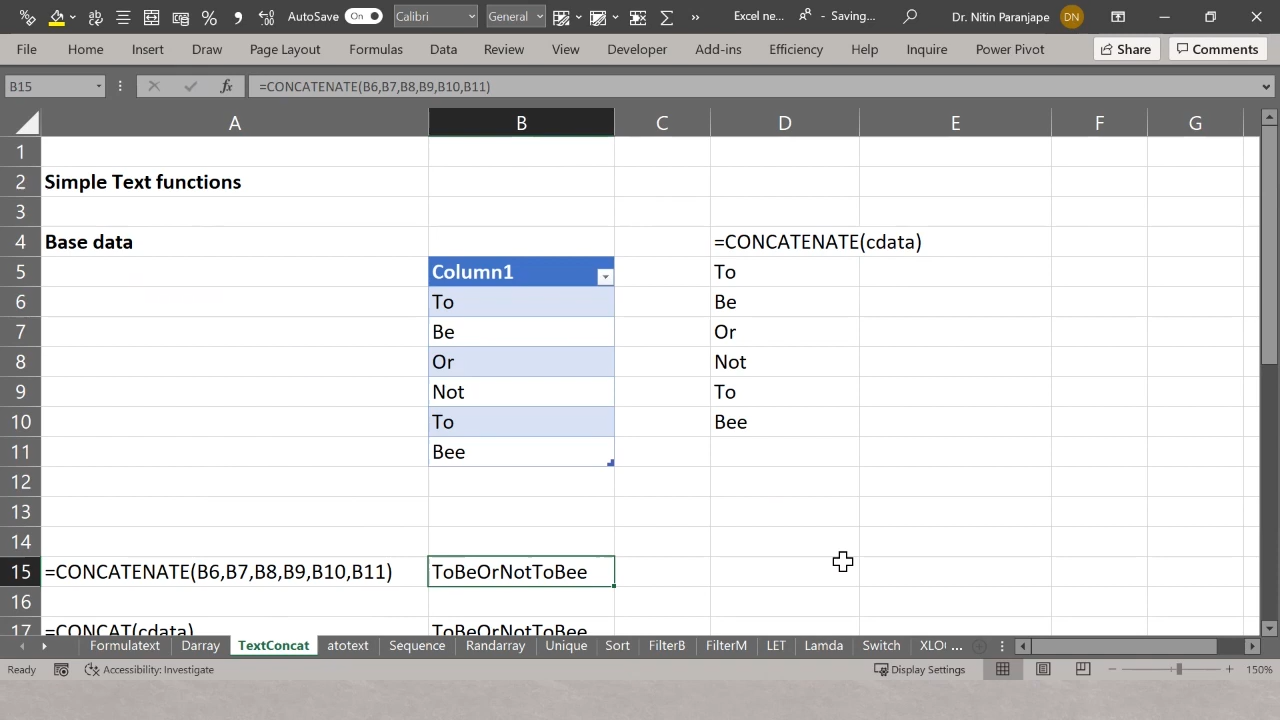 AutoSave On Calibri General Excel ne... - Saving... Dr. Nitin Paranjape DN
File Home Insert Draw Page Layout Formulas Data Review View Developer Add-ins Efficiency Help Inquire Power Pivot Share Comments
B15 fx =CONCATENATE(B6,B7,B8,B9,B10,B11)
A B C D E F G
1
2 Simple Text functions
3
4 Base data =CONCATENATE(cdata)
5 Column1 To
6 To Be
7 Be Or
8 Or Not
9 Not To
10 To Bee
11 Bee
12
13
14
15 =CONCATENATE(B6,B7,B8,B9,B10,B11) ToBeOrNotToBee
16
17 =CONCAT(cdata) ToBeOrNotToBee
Formulatext Darray TextConcat atotext Sequence Randarray Unique Sort FilterB FilterM LET Lamda Switch XLO ...
Ready Accessibility: Investigate Display Settings 150%